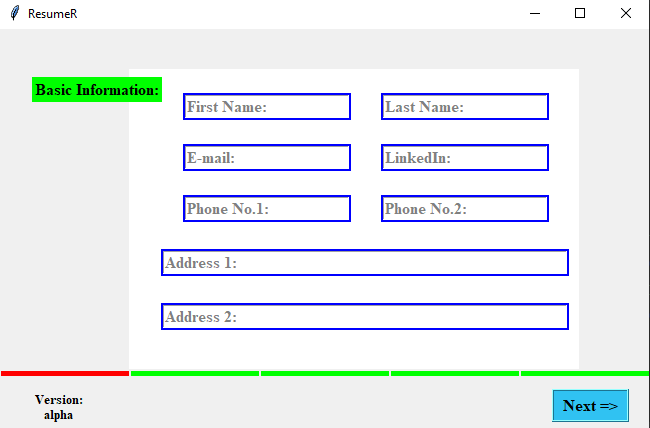 ResumeR
Basic Information:
First Name:
Last Name:
E-mail:
LinkedIn:
Phone No.1:
Phone No.2:
Address 1:
Address 2:
Version:
alpha
Next =>